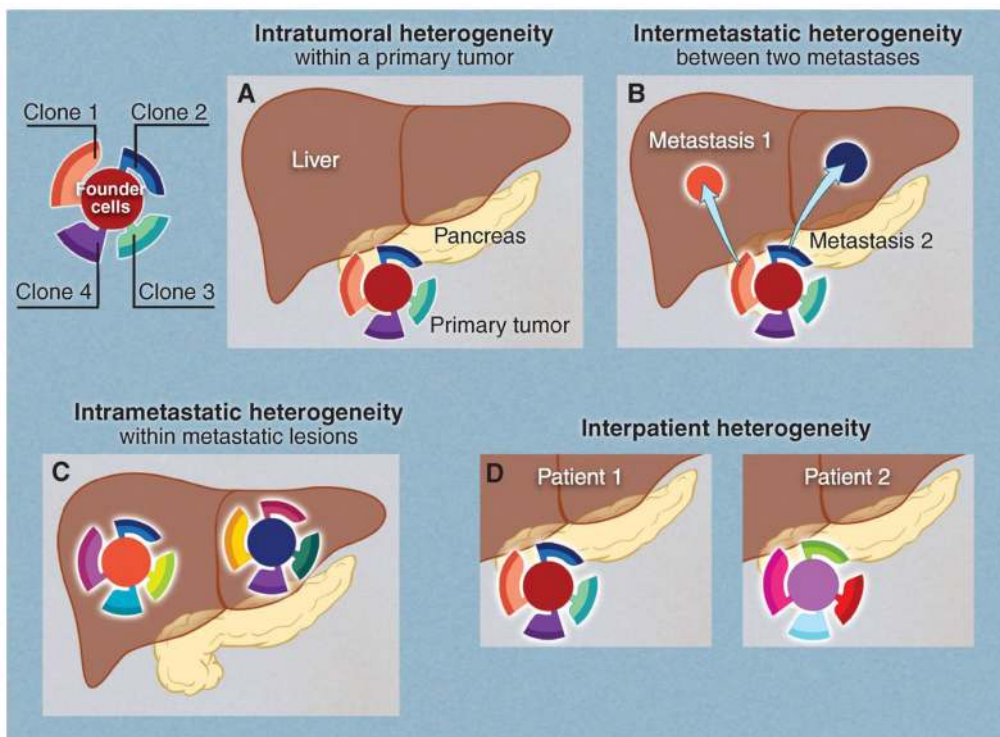 Intratumoral heterogeneity
within a primary tumor
Intermetastatic heterogeneity
between two metastases
Clone 1
Clone 2
Founder
cells
Clone 4
Clone 3
A
Liver
Pancreas
Primary tumor
B
Metastasis 1
Metastasis 2
Intrametastatic heterogeneity
within metastatic lesions
Interpatient heterogeneity
C
D
Patient 1
Patient 2